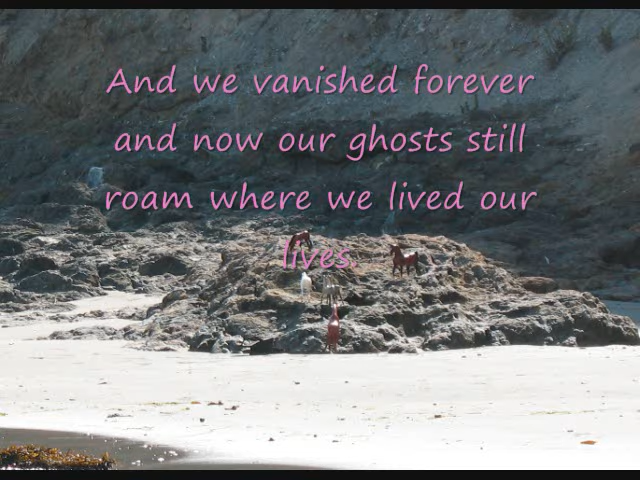 And we vanished forever
and now our ghosts still
roam where we lived our
lives.